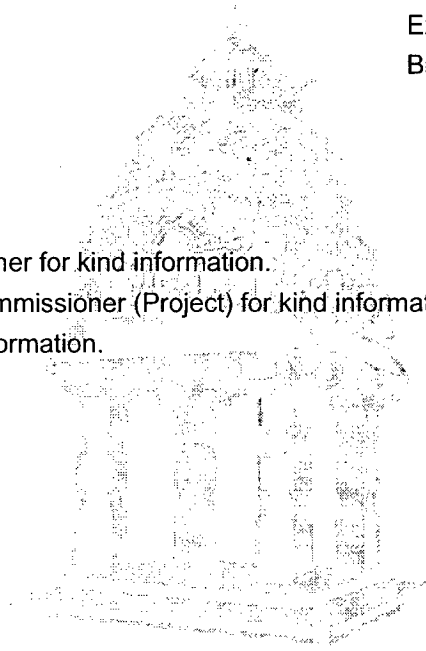 ner for kind information.
mmissioner (Project) for kind informat
ormation.